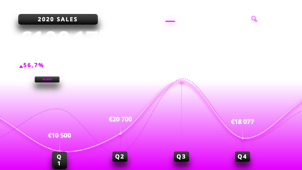 2020 SALES
▲56,7%
€20 700
€18 077
€10 500
Q1
Q2
Q3
Q4